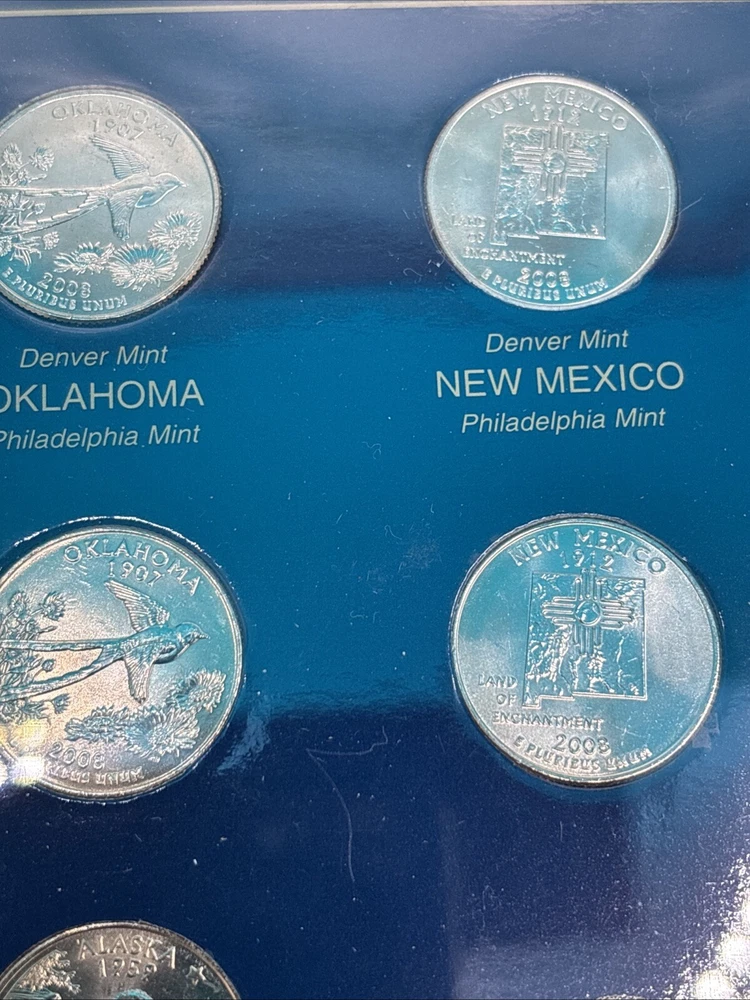 OKLAHOMA
1907
2008
E PLURIBUS UNUM
NEW MEXICO
1912
LAND
OF
ENCHANTMENT
2008
E PLURIBUS UNUM
Denver Mint
OKLAHOMA
Philadelphia Mint
Denver Mint
NEW MEXICO
Philadelphia Mint
OKLAHOMA
1907
2008
UNUM
NEW MEXICO
1912
LAND
OF
ENCHANTMENT
2008
E PLURIBUS UNUM
ALASKA
1959